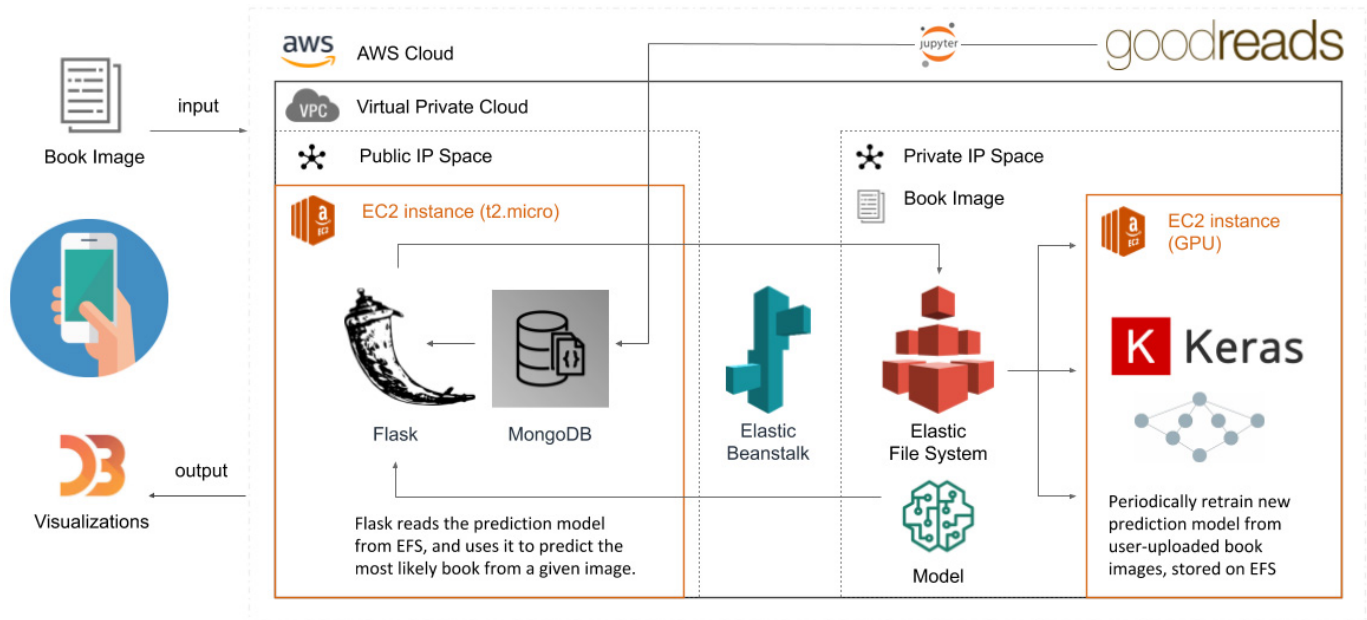 aws
AWS Cloud
jupyter
goodreads
VPC
Virtual Private Cloud
input
Book Image
Public IP Space
Private IP Space
Book Image
a
EC2
EC2 instance (t2.micro)
a
EC2
EC2 instance
(GPU)
{}
K Keras
Flask
MongoDB
Elastic
Beanstalk
Elastic
File System
D3
output
Visualizations
Flask reads the prediction model
from EFS, and uses it to predict the
most likely book from a given image.
Model
Periodically retrain new
prediction model from
user-uploaded book
images, stored on EFS